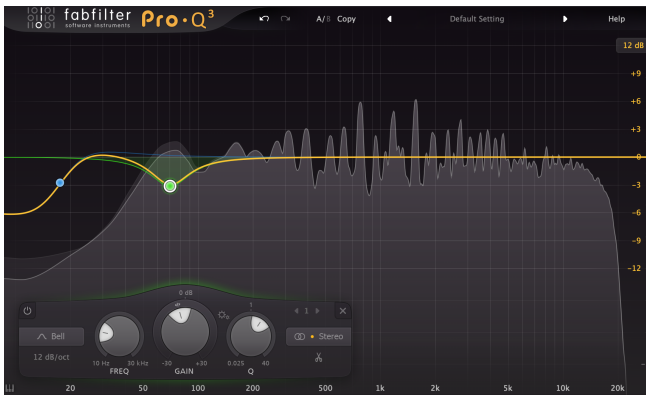 fabfilter
software instruments
Pro·Q3
A/B Copy
Default Setting
Help
12 dB
+9
+6
+3
0
-3
-6
-9
-12
0 dB
1
1
Bell
Stereo
12 dB/oct
10 Hz 30 kHz
-30 +30
0.025 40
FREQ
GAIN
Q
20 50 100 200 500 1k 2k 5k 10k 20k